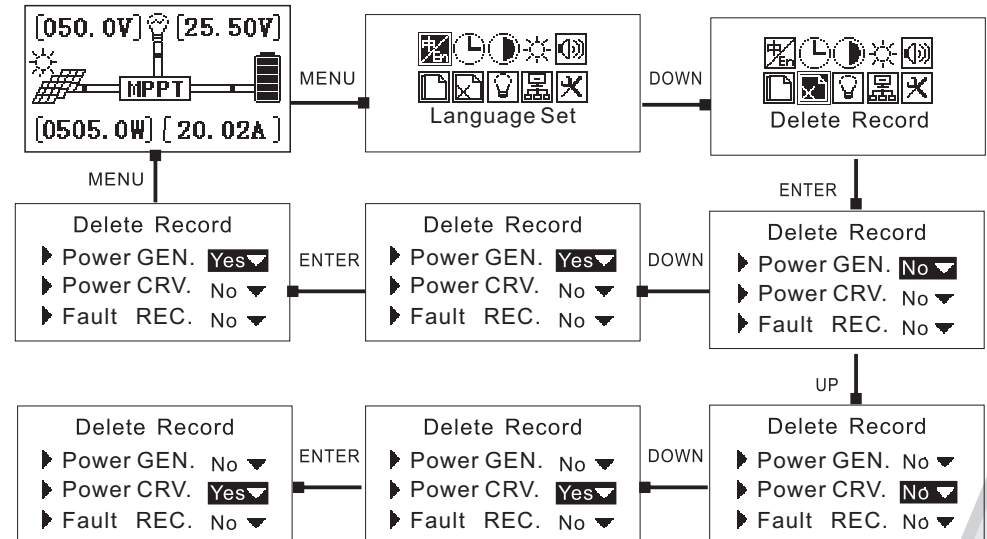 [050.0V] [25.50V]
MPPT
[0505.0W] [20.02A]
MENU
中/En
Language Set
DOWN
中/En
Delete Record
MENU
ENTER
Delete Record
Power GEN. Yes
Power CRV. No
Fault REC. No
ENTER
Delete Record
Power GEN. Yes
Power CRV. No
Fault REC. No
DOWN
Delete Record
Power GEN. No
Power CRV. No
Fault REC. No
UP
Delete Record
Power GEN. No
Power CRV. Yes
Fault REC. No
ENTER
Delete Record
Power GEN. No
Power CRV. Yes
Fault REC. No
DOWN
Delete Record
Power GEN. No
Power CRV. No
Fault REC. No